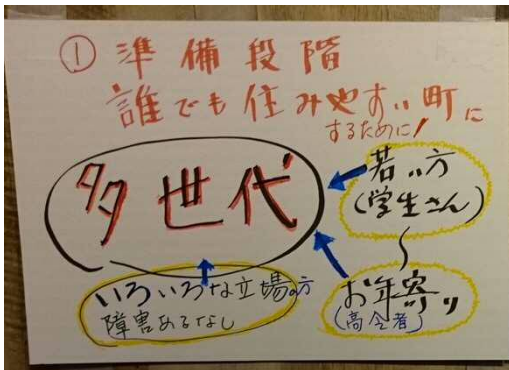 ① 準備段階
誰でも住みやすい町に
するために!
多世代
若い方
(学生さん)
〜
お年寄り
(高令者)
いろいろな立場の方
障害あるなし